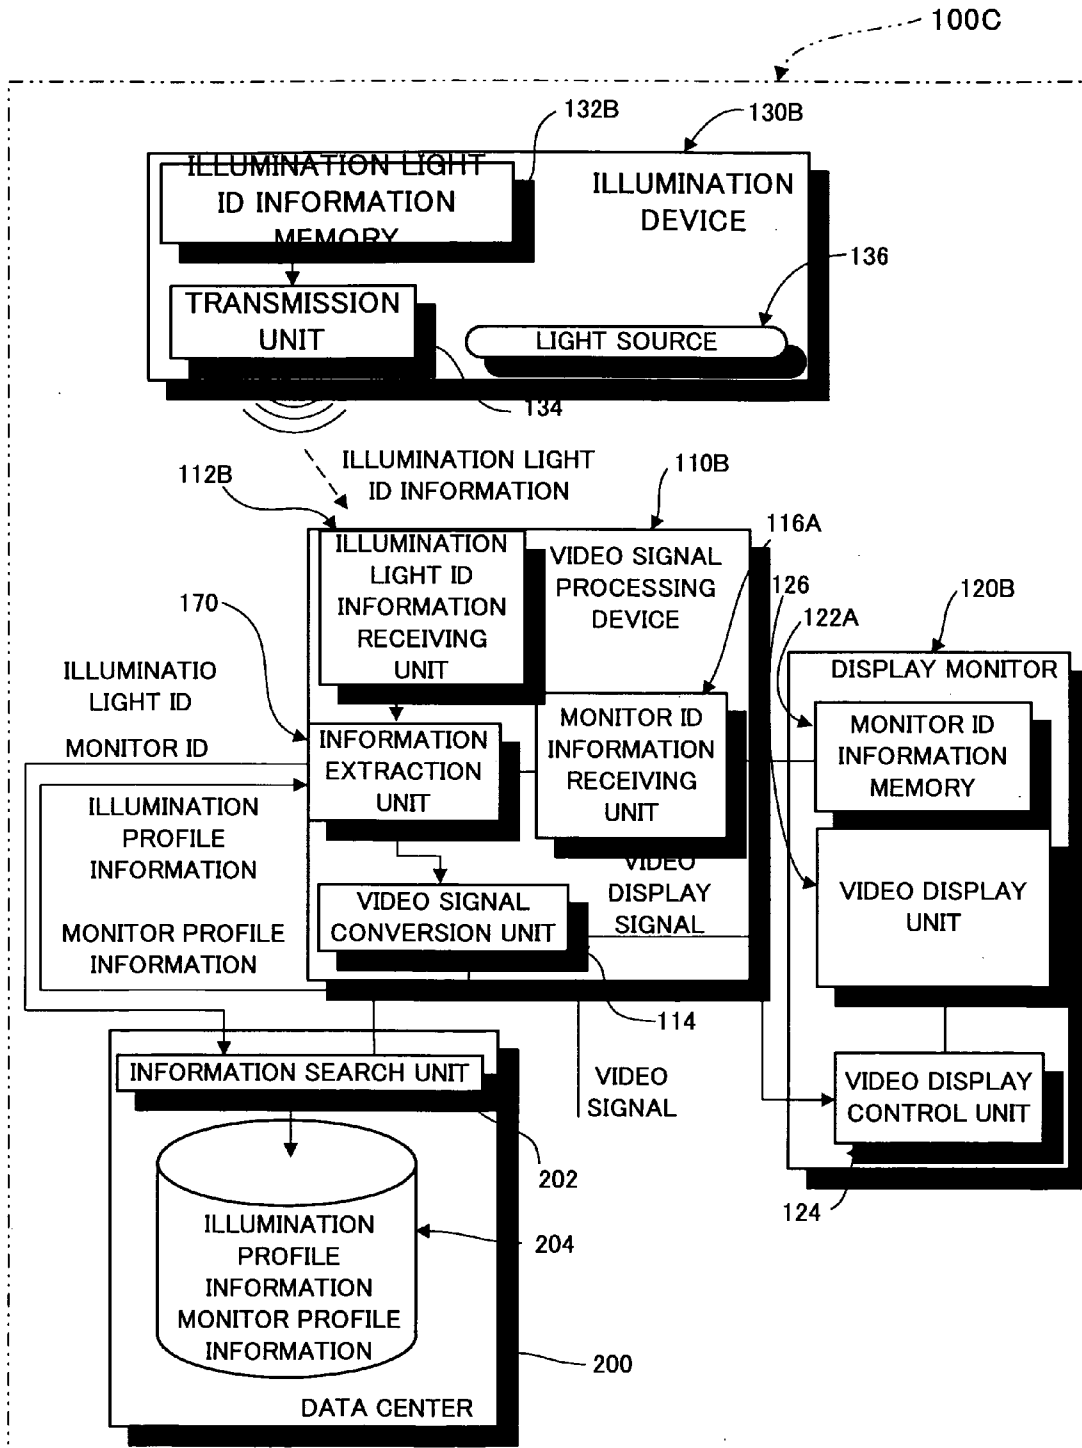 100C
132B
130B
ILLUMINATION LIGHT
ID INFORMATION
MEMORY
ILLUMINATION
DEVICE
136
TRANSMISSION
UNIT
LIGHT SOURCE
134
ILLUMINATION LIGHT
ID INFORMATION
112B
110B
116A
ILLUMINATION
LIGHT ID
INFORMATION
RECEIVING
UNIT
VIDEO SIGNAL
PROCESSING
DEVICE
126
120B
170
122A
ILLUMINATIO
LIGHT ID
MONITOR ID
DISPLAY MONITOR
INFORMATION
EXTRACTION
UNIT
MONITOR ID
INFORMATION
RECEIVING
UNIT
MONITOR ID
INFORMATION
MEMORY
ILLUMINATION
PROFILE
INFORMATION
VIDEO
DISPLAY
SIGNAL
VIDEO DISPLAY
UNIT
VIDEO SIGNAL
CONVERSION UNIT
MONITOR PROFILE
INFORMATION
114
INFORMATION SEARCH UNIT
VIDEO
SIGNAL
VIDEO DISPLAY
CONTROL UNIT
202
124
ILLUMINATION
PROFILE
INFORMATION
MONITOR PROFILE
INFORMATION
204
200
DATA CENTER